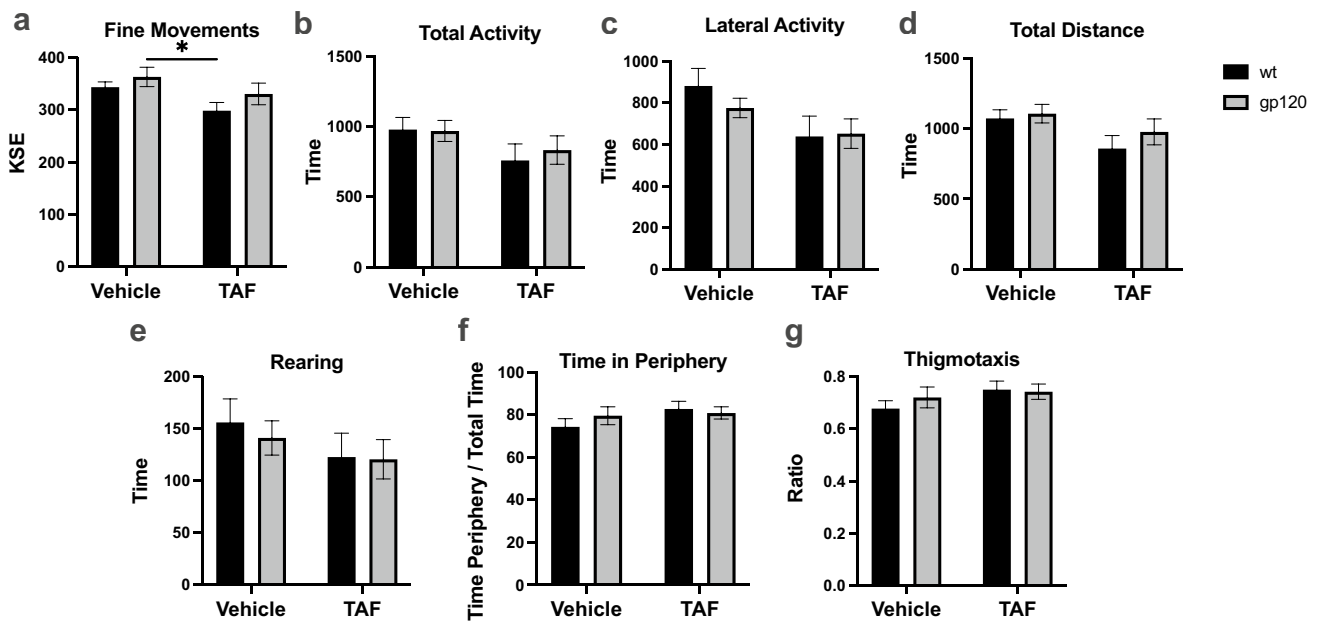 a
Fine Movements
*
KSE
400
300
200
100
0
Vehicle TAF
b
Total Activity
Time
1500
1000
500
0
Vehicle TAF
c
Lateral Activity
Time
1000
800
600
400
200
0
Vehicle TAF
d
Total Distance
Time
1500
1000
500
0
Vehicle TAF
wt
gp120
e
Rearing
Time
200
150
100
50
0
Vehicle TAF
f
Time in Periphery
Time Periphery / Total Time
100
80
60
40
20
0
Vehicle TAF
g
Thigmotaxis
Ratio
0.8
0.6
0.4
0.2
0.0
Vehicle TAF